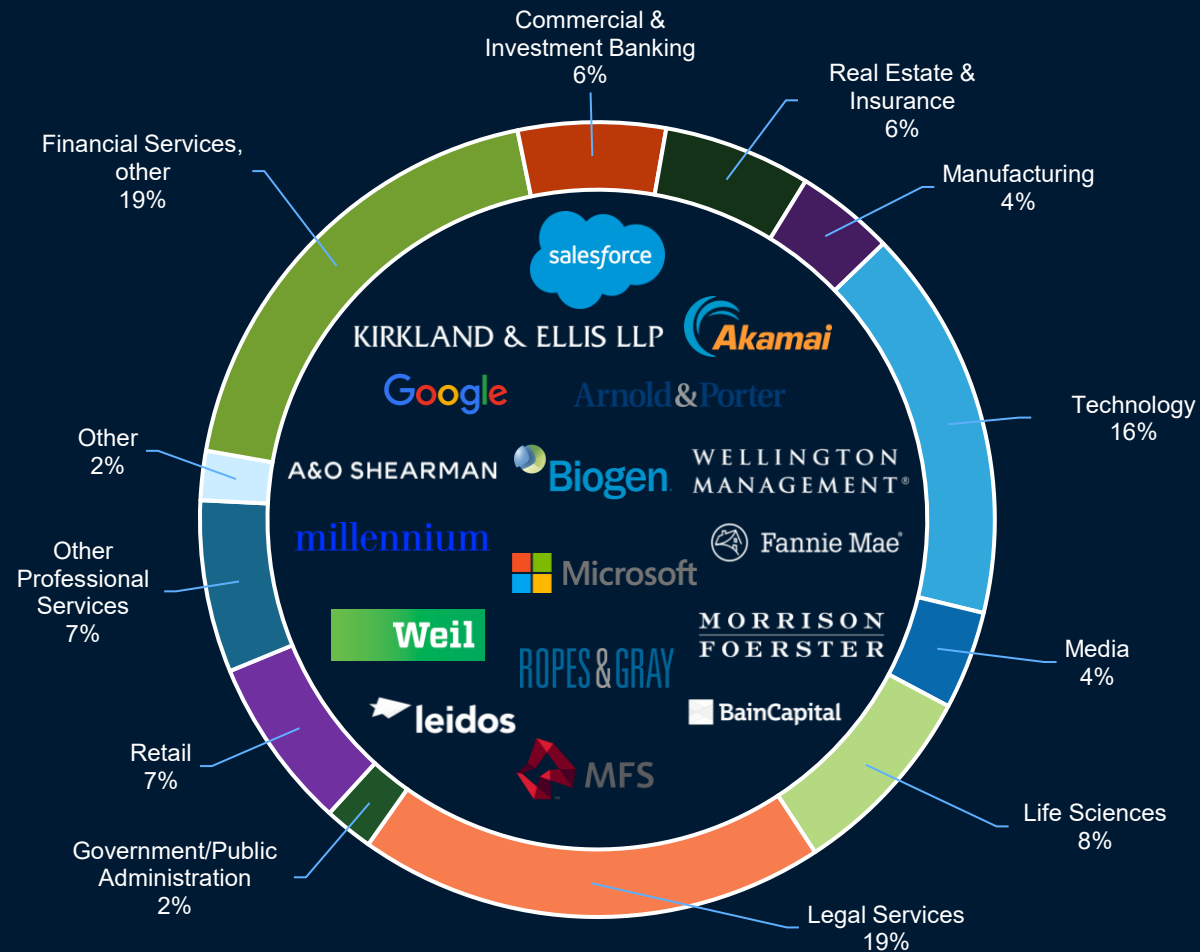 Commercial &
Investment Banking
6%
Real Estate &
Insurance
6%
Manufacturing
4%
Technology
16%
Media
4%
Life Sciences
8%
Legal Services
19%
Government/Public
Administration
2%
Retail
7%
Other
Professional
Services
7%
Other
2%
Financial Services,
other
19%
salesforce
KIRKLAND & ELLIS LLP
Akamai
Google
Arnold&Porter
A&O SHEARMAN
Biogen
WELLINGTON
MANAGEMENT®
millennium
Fannie Mae®
Microsoft
Weil
MORRISON
FOERSTER
ROPES&GRAY
leidos
BainCapital
MFS